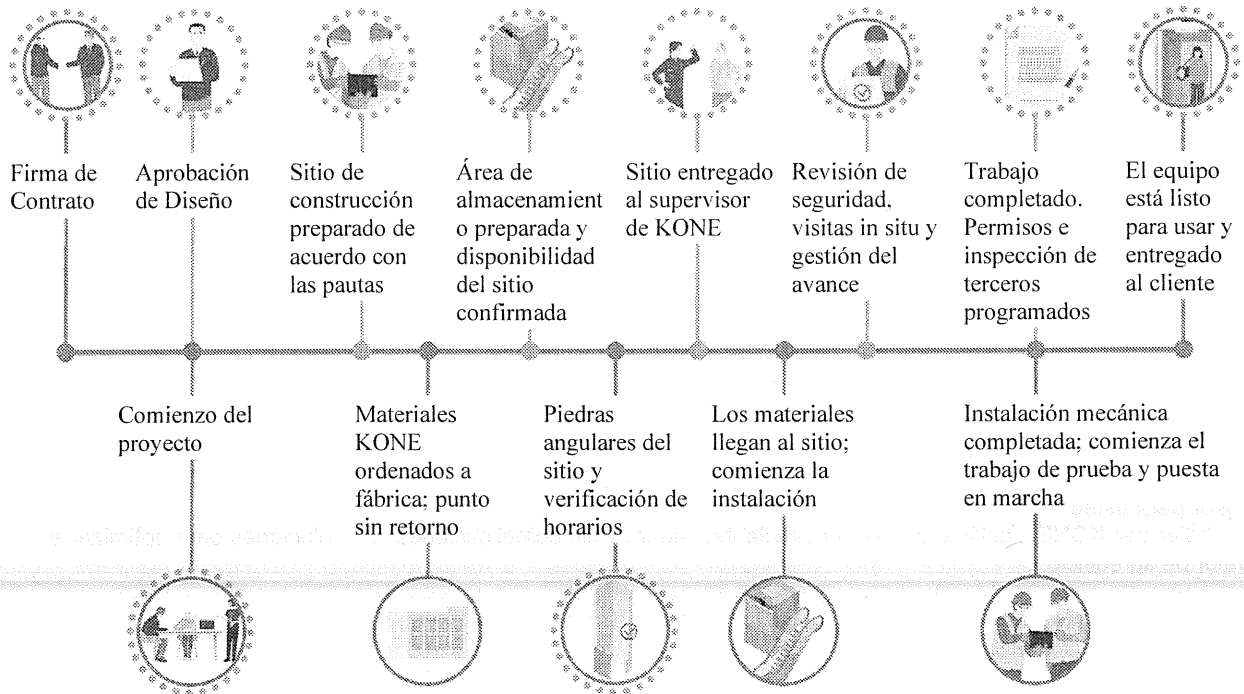 Firma de
Contrato
Aprobación
de Diseño
Sitio de
construcción
preparado de
acuerdo con
las pautas
Área de
almacenamient
o preparada y
disponibilidad
del sitio
confirmada
Sitio entregado
al supervisor
de KONE
Revisión de
seguridad,
visitas in situ y
gestión del
avance
Trabajo
completado.
Permisos e
inspección de
terceros
programados
El equipo
está listo
para usar y
entregado
al cliente
Comienzo del
proyecto
Materiales
KONE
ordenados a
fábrica; punto
sin retorno
Piedras
angulares del
sitio y
verificación de
horarios
Los materiales
llegan al sitio;
comienza la
instalación
Instalación mecánica
completada; comienza el
trabajo de prueba y puesta
en marcha